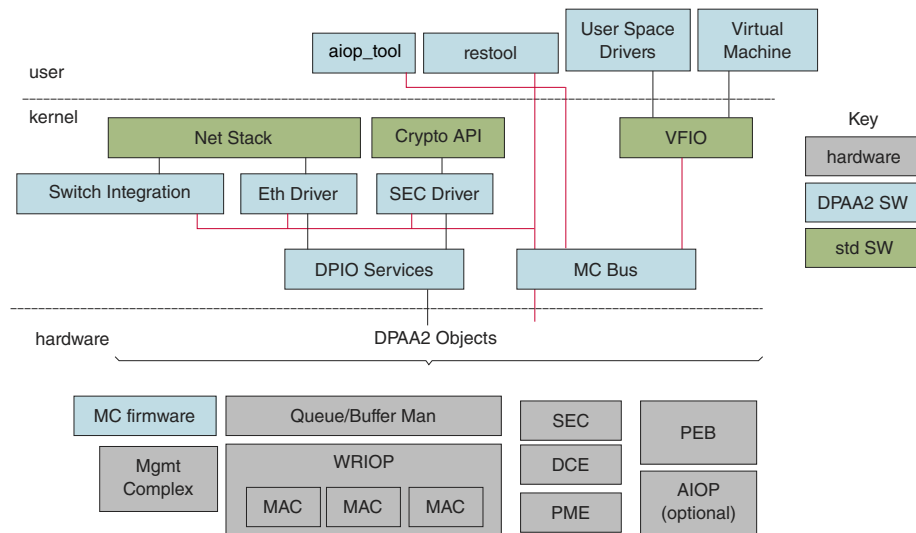 User Space
Drivers
Virtual
Machine
aiop_tool
restool
user
kernel
Key
Net Stack
Crypto API
VFIO
hardware
Switch Integration
Eth Driver
SEC Driver
DPAA2 SW
std SW
DPIO Services
MC Bus
hardware
DPAA2 Objects
MC firmware
Queue/Buffer Man
SEC
PEB
Mgmt
Complex
WRIOP
DCE
MAC
MAC
MAC
PME
AIOP
(optional)